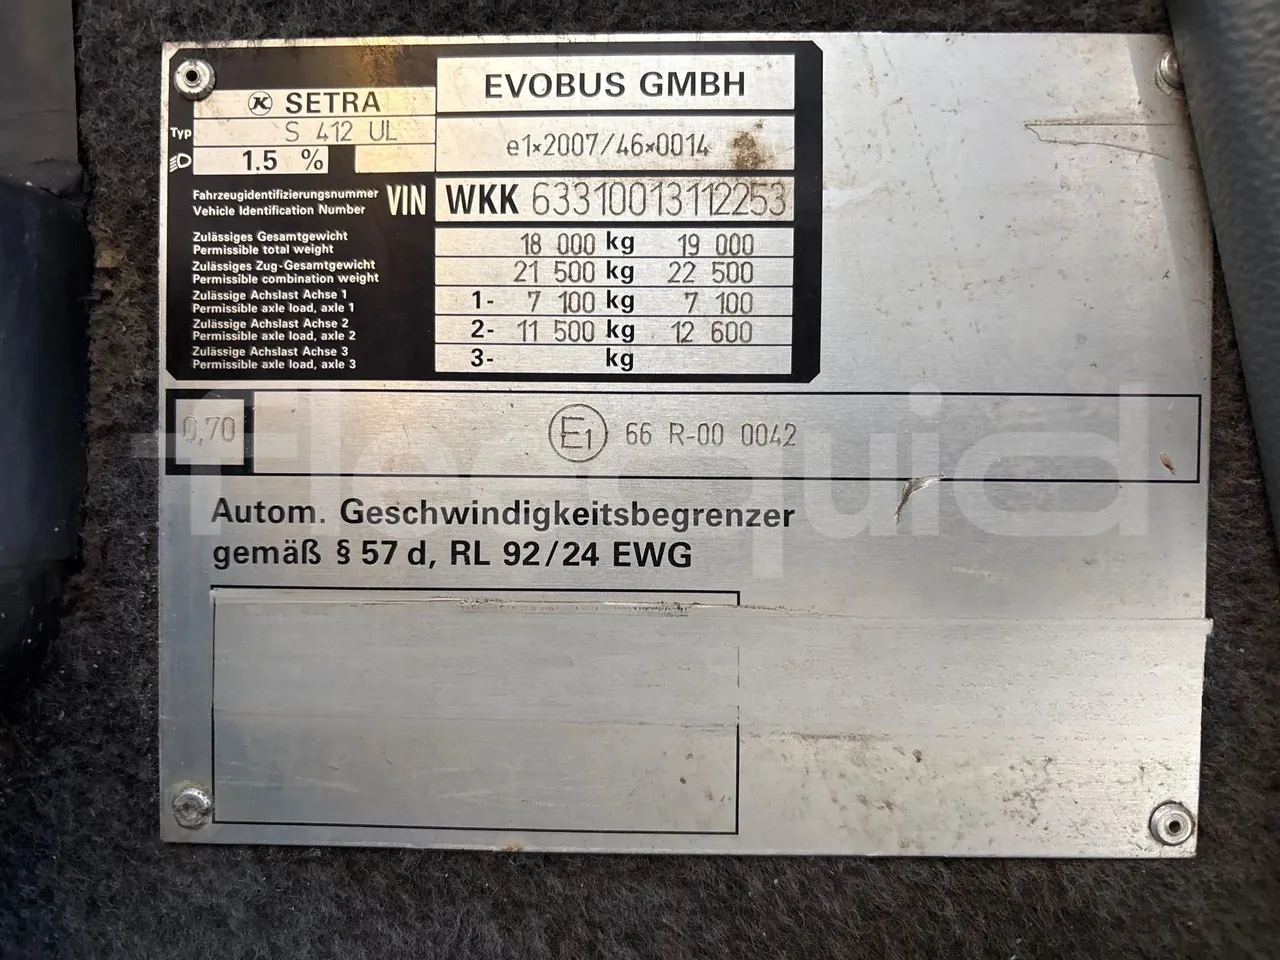 SETRA
EVOBUS GMBH
Typ S 412 UL
e1*2007/46*0014
1.5 %
Fahrzeugidentifizierungsnummer
Vehicle Identification Number
VIN WKK 63310013112253
Zulässiges Gesamtgewicht
Permissible total weight
18 000 kg 19 000
Zulässiges Zug-Gesamtgewicht
Permissible combination weight
21 500 kg 22 500
Zulässige Achslast Achse 1
Permissible axle load, axle 1
1- 7 100 kg 7 100
Zulässige Achslast Achse 2
Permissible axle load, axle 2
2- 11 500 kg 12 600
Zulässige Achslast Achse 3
Permissible axle load, axle 3
3- kg
0,70
E1 66 R-00 0042
fleequid
Autom. Geschwindigkeitsbegrenzer
gemäß § 57 d, RL 92/24 EWG